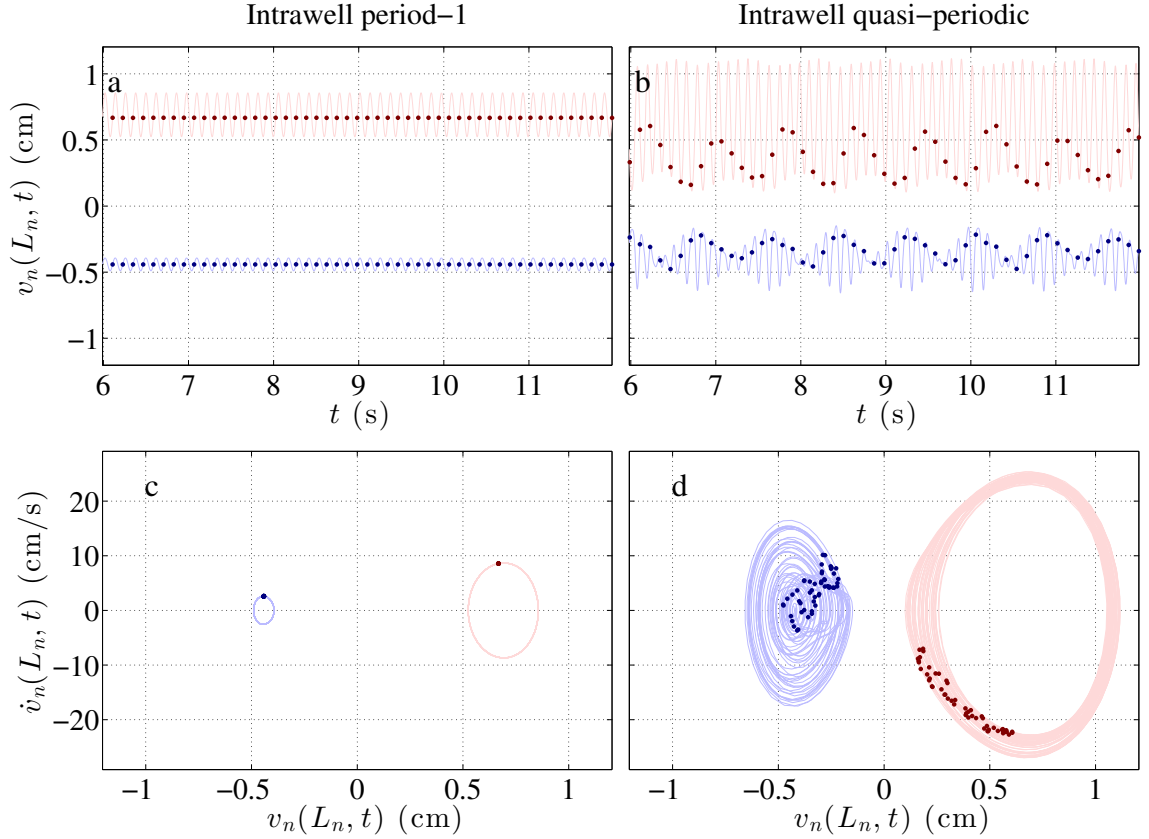 Intrawell period−1
Intrawell quasi−periodic
a
b
1
0.5
0
−0.5
−1
v_n(L_n, t) (cm)
6 7 8 9 10 11
t (s)
6 7 8 9 10 11
t (s)
c
d
20
10
0
−10
−20
v̇_n(L_n, t) (cm/s)
−1 −0.5 0 0.5 1
v_n(L_n, t) (cm)
−1 −0.5 0 0.5 1
v_n(L_n, t) (cm)